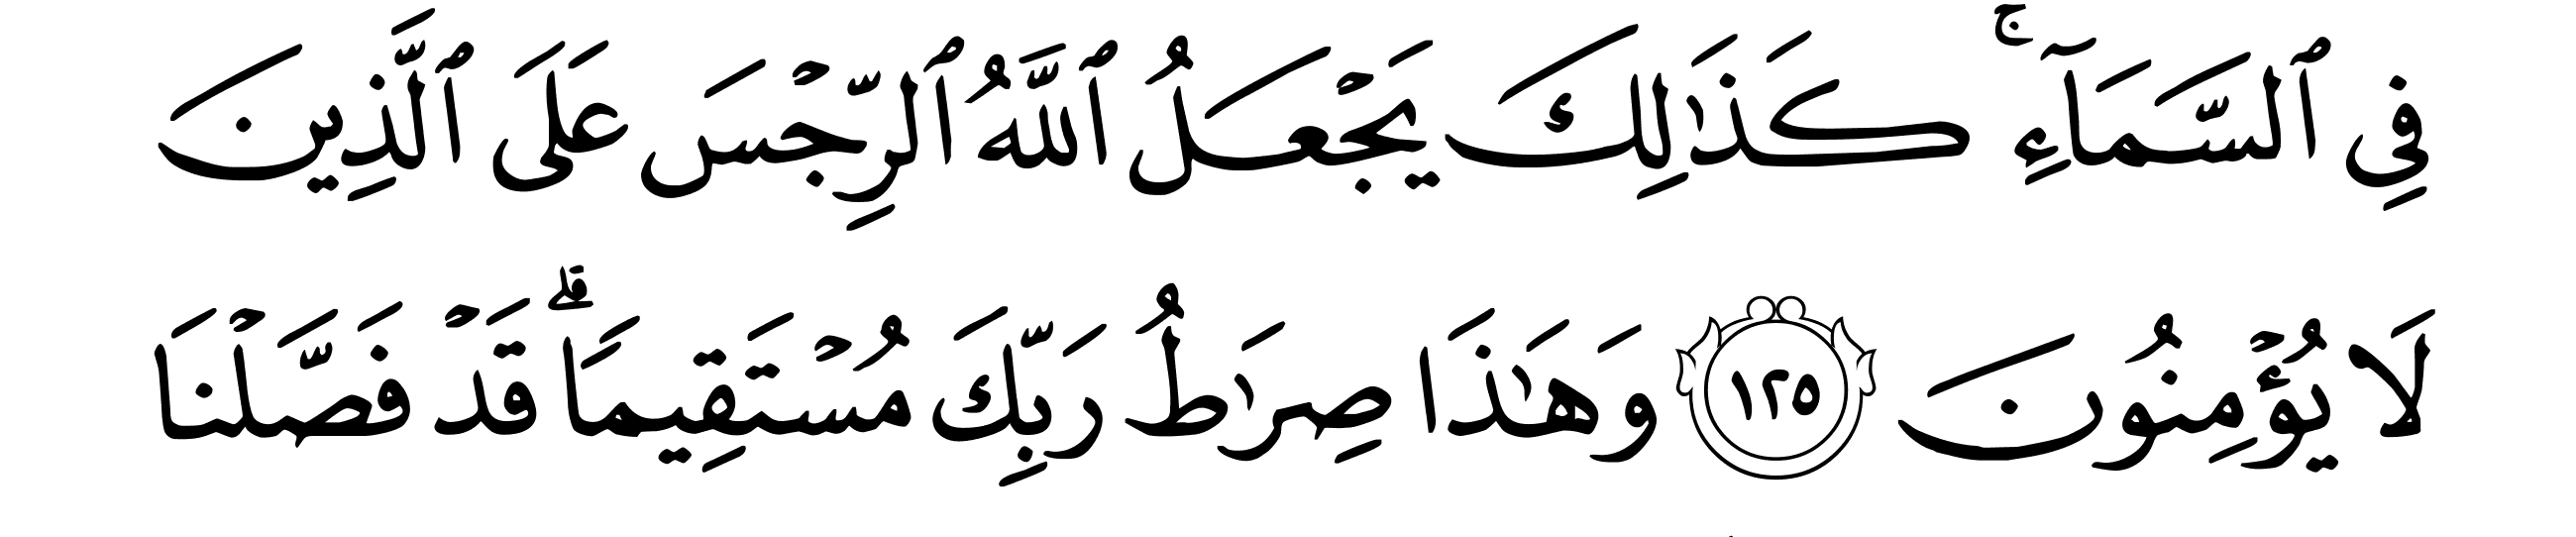 فِي ٱلسَّمَآءِۚ كَذَٰلِكَ يَجۡعَلُ ٱللَّهُ ٱلرِّجۡسَ عَلَى ٱلَّذِينَ
لَا يُؤۡمِنُونَ ١٢٥ وَهَٰذَا صِرَٰطُ رَبِّكَ مُسۡتَقِيمٗاۗ قَدۡ فَصَّلۡنَا